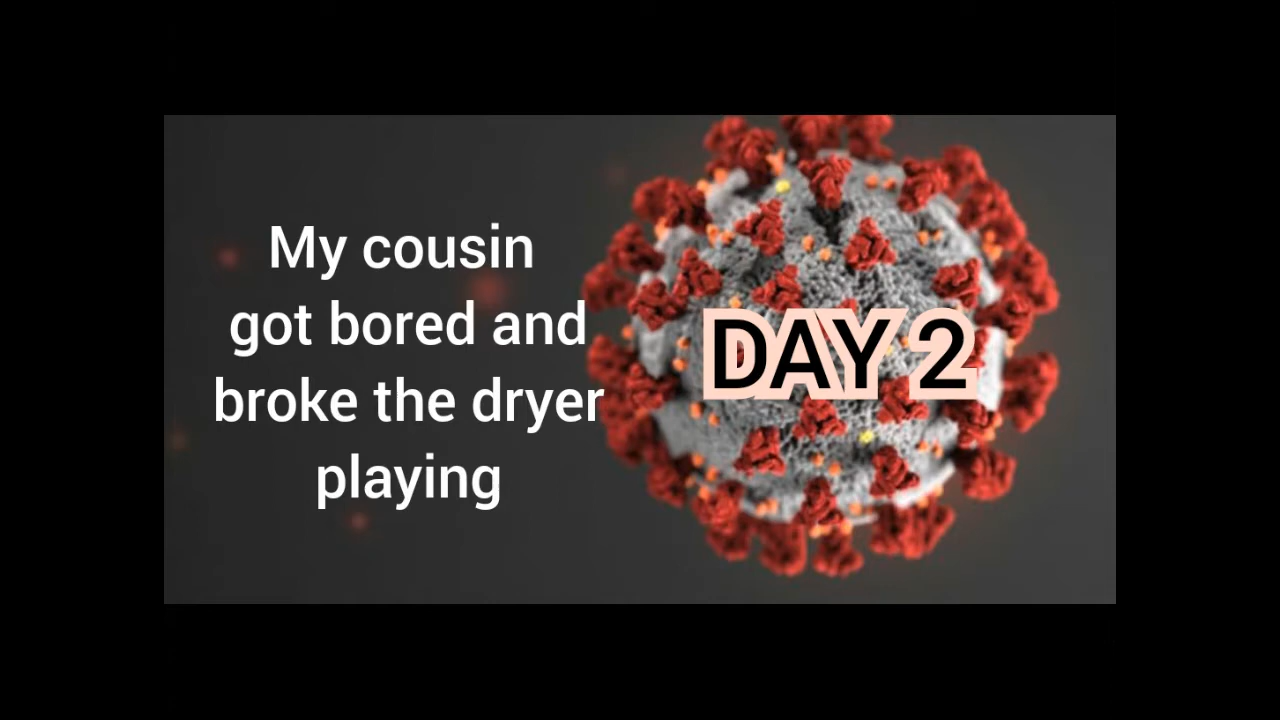 My cousin
got bored and
broke the dryer
playing
DAY 2